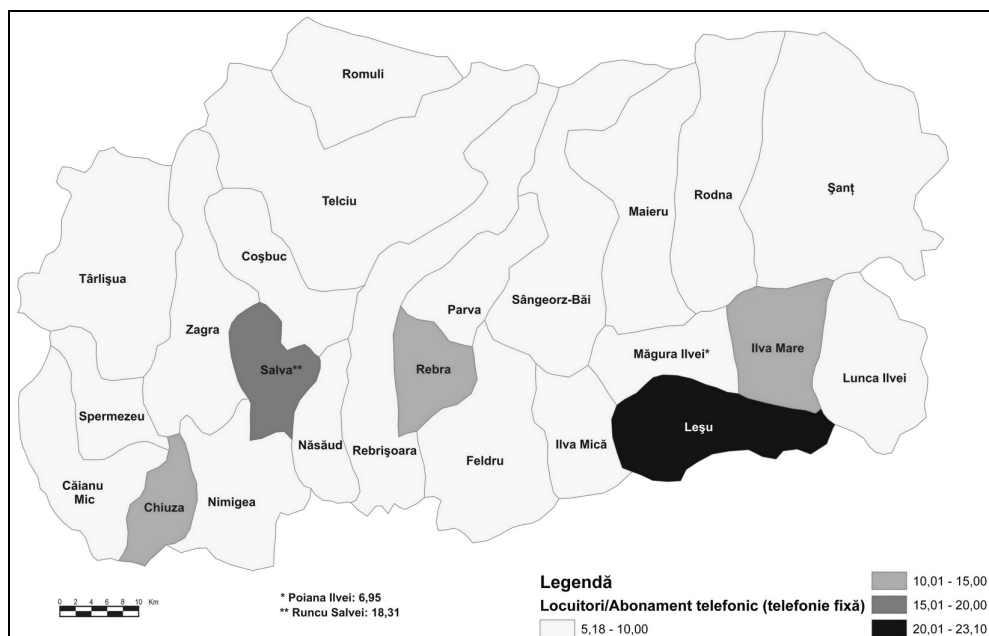 Romuli
Telciu
Maieru
Rodna
Şanţ
Coşbuc
Târlişua
Parva
Sângeorz-Băi
Zagra
Salva**
Rebra
Măgura Ilvei*
Ilva Mare
Lunca Ilvei
Spermezeu
Năsăud
Rebrişoara
Feldru
Ilva Mică
Leşu
Căianu
Mic
Chiuza
Nimigea
0 2 4 6 8 10 Km
* Poiana Ilvei: 6,95
** Runcu Salvei: 18,31
Legendă
Locuitori/Abonament telefonic (telefonie fixă)
5,18 - 10,00
10,01 - 15,00
15,01 - 20,00
20,01 - 23,10